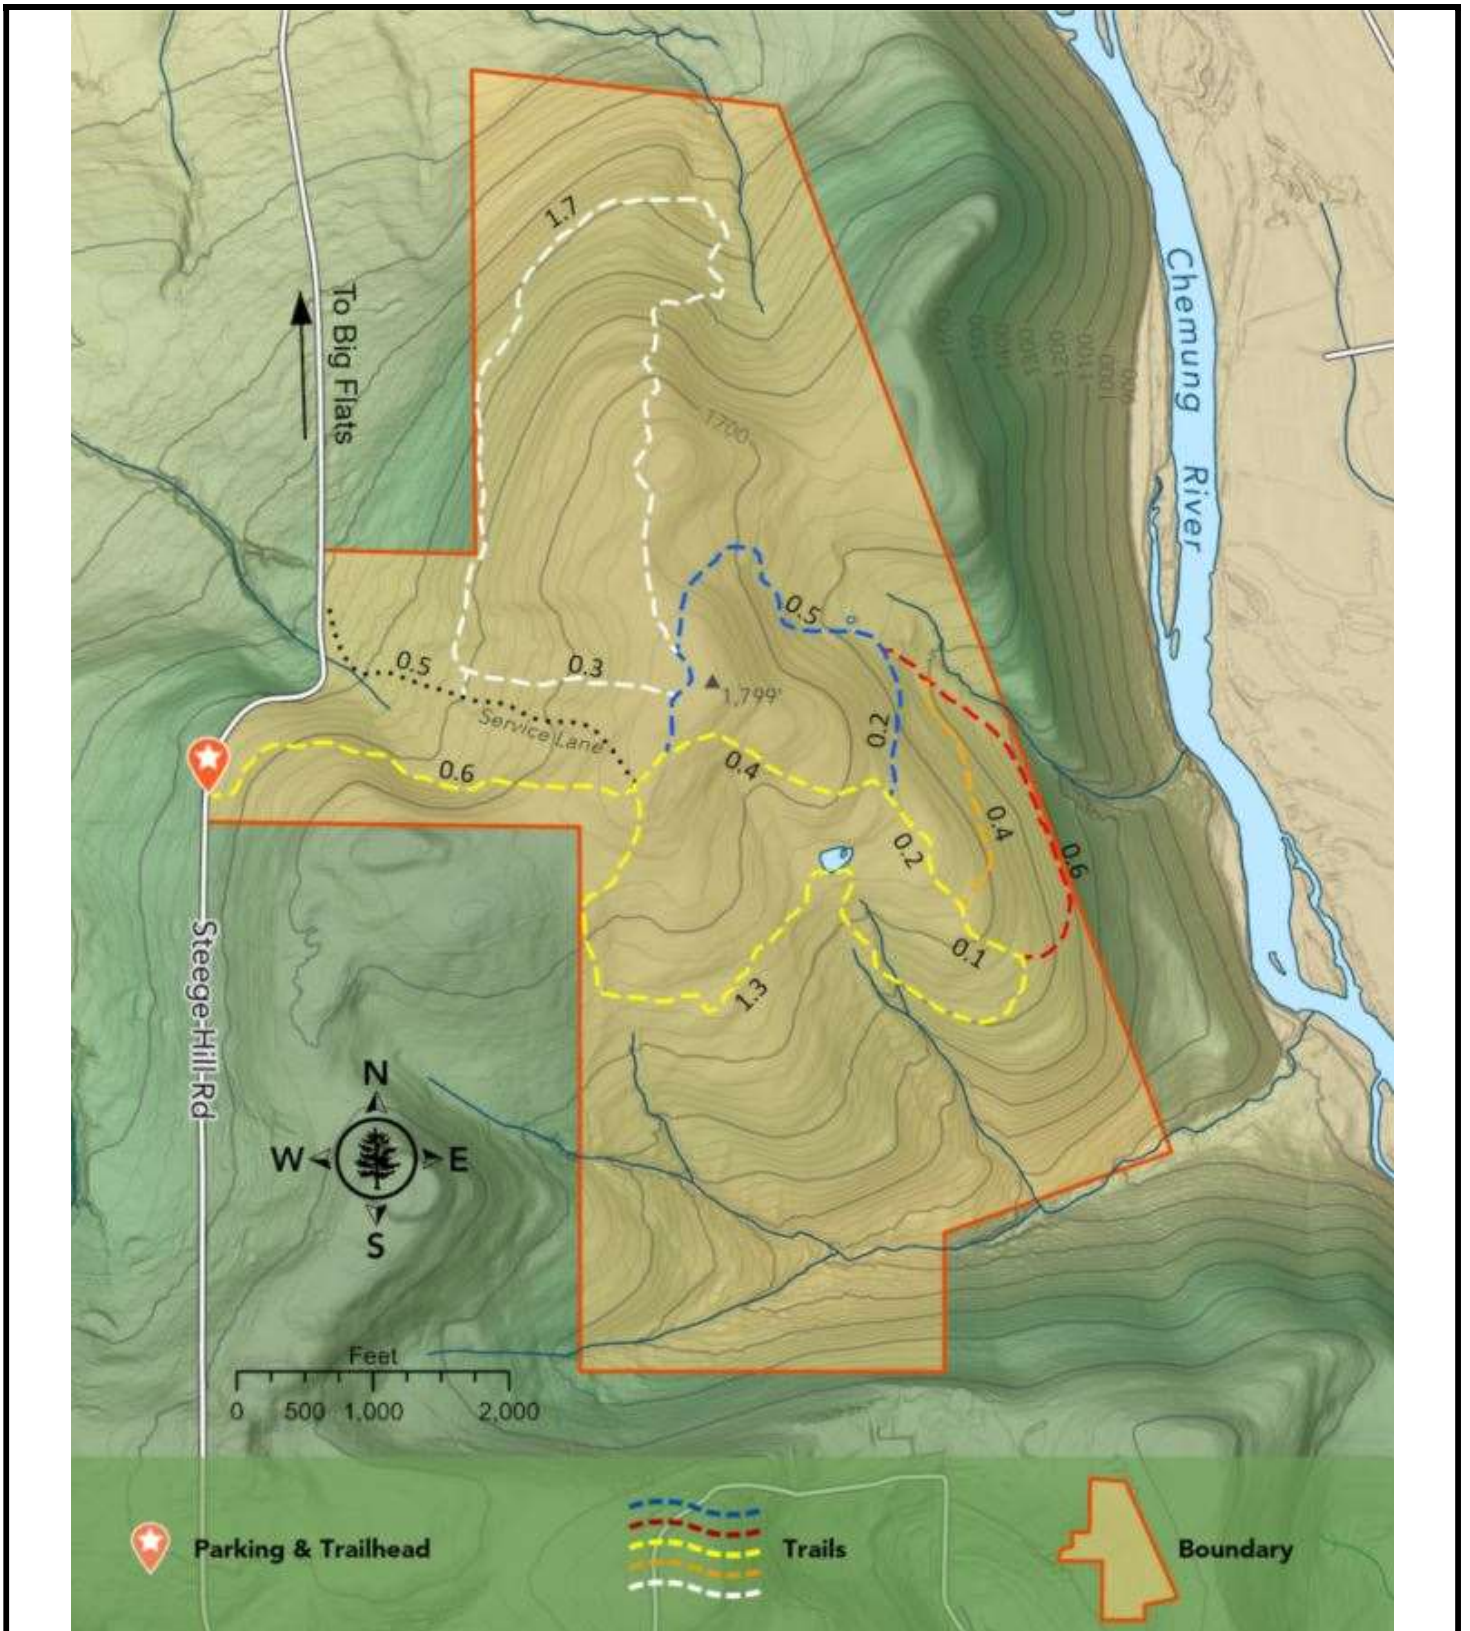 1.7
To Big Flats
Chemung River
1700
0.5
0.5
0.3
1,799'
Service Lane
0.2
0.6
0.4
0.4
0.2
0.6
0.1
1.3
Steege Hill Rd
N
W
E
S
Feet
0 500 1,000 2,000
Parking & Trailhead
Trails
Boundary